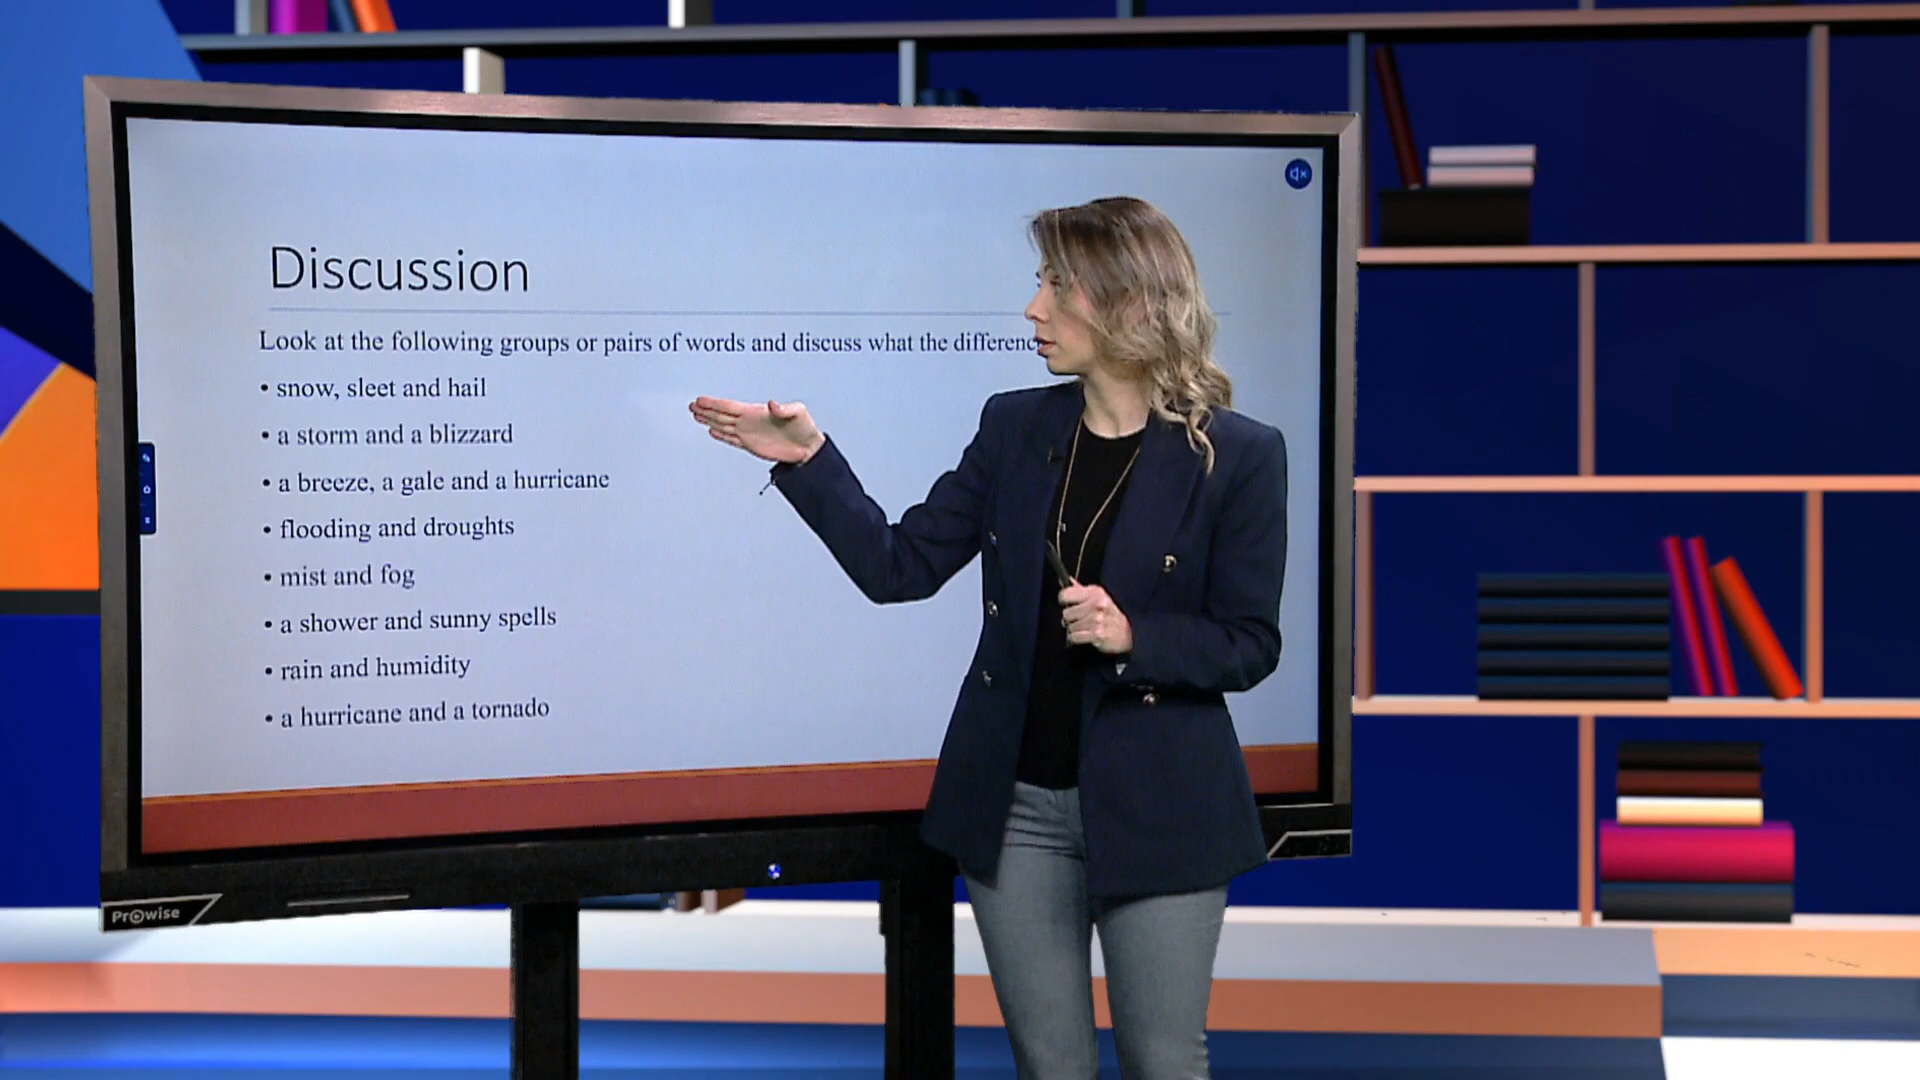 Discussion
Look at the following groups or pairs of words and discuss what the
• snow, sleet and hail
• a storm and a blizzard
• a breeze, a gale and a hurricane
• flooding and droughts
• mist and fog
• a shower and sunny spells
• rain and humidity
• a hurricane and a tornado
Prowise